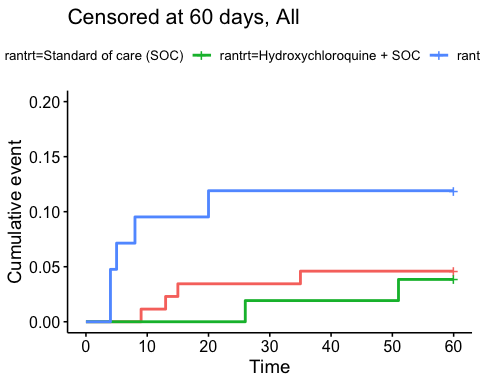 Censored at 60 days, All
rantrt=Standard of care (SOC) rantrt=Hydroxychloroquine + SOC rant
0.20
0.15
0.10
0.05
0.00
Cumulative event
0 10 20 30 40 50 60
Time